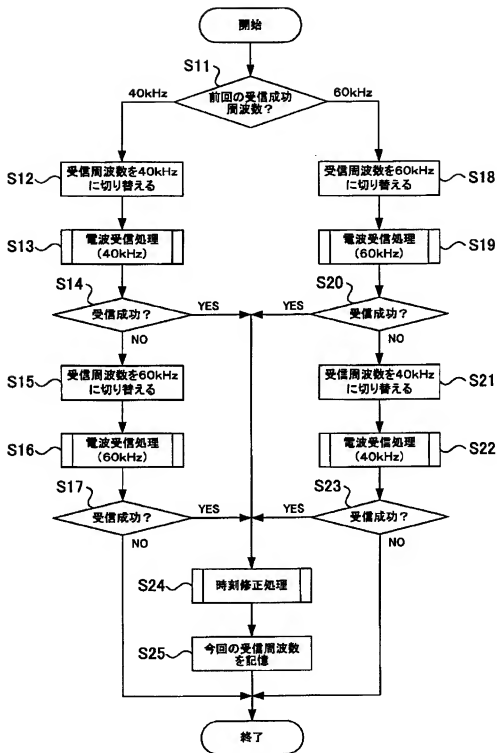 開始
S11
前回の受信成功
周波数？
40kHz
60kHz
S12
受信周波数を40kHz
に切り替える
S13
電波受信処理
(40kHz)
S14
受信成功？
YES
NO
S15
受信周波数を60kHz
に切り替える
S16
電波受信処理
(60kHz)
S17
受信成功？
YES
NO
S18
受信周波数を60kHz
に切り替える
S19
電波受信処理
(60kHz)
S20
受信成功？
YES
NO
S21
受信周波数を40kHz
に切り替える
S22
電波受信処理
(40kHz)
S23
受信成功？
YES
NO
S24
時刻修正処理
S25
今回の受信周波数
を記憶
終了